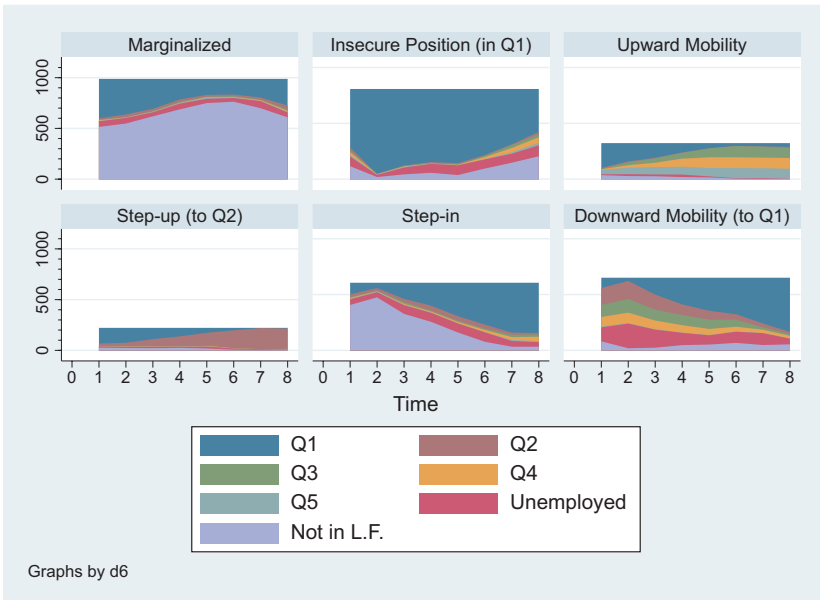 Marginalized
Insecure Position (in Q1)
Upward Mobility
1000
500
0
Step-up (to Q2)
Step-in
Downward Mobility (to Q1)
1000
500
0
0 1 2 3 4 5 6 7 8
0 1 2 3 4 5 6 7 8
0 1 2 3 4 5 6 7 8
Time
Q1
Q2
Q3
Q4
Q5
Unemployed
Not in L.F.
Graphs by d6